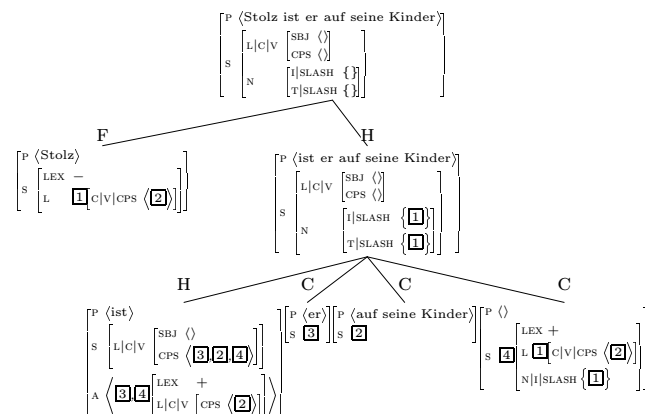 P ⟨Stolz ist er auf seine Kinder⟩
S L|C|V SBJ ⟨⟩
CPS ⟨⟩
N I|SLASH {}
T|SLASH {}
F H
P ⟨Stolz⟩
S LEX −
L 1 C|V|CPS ⟨2⟩
P ⟨ist er auf seine Kinder⟩
S L|C|V SBJ ⟨⟩
CPS ⟨⟩
N I|SLASH {1}
T|SLASH {1}
H C C C
P ⟨ist⟩
S L|C|V SBJ ⟨⟩
CPS ⟨3,2,4⟩
A ⟨3,4 LEX +
L|C|V CPS ⟨2⟩⟩
P ⟨er⟩
S 3
P ⟨auf seine Kinder⟩
S 2
P ⟨⟩
S 4 LEX +
L 1 C|V|CPS ⟨2⟩
N|I|SLASH {1}